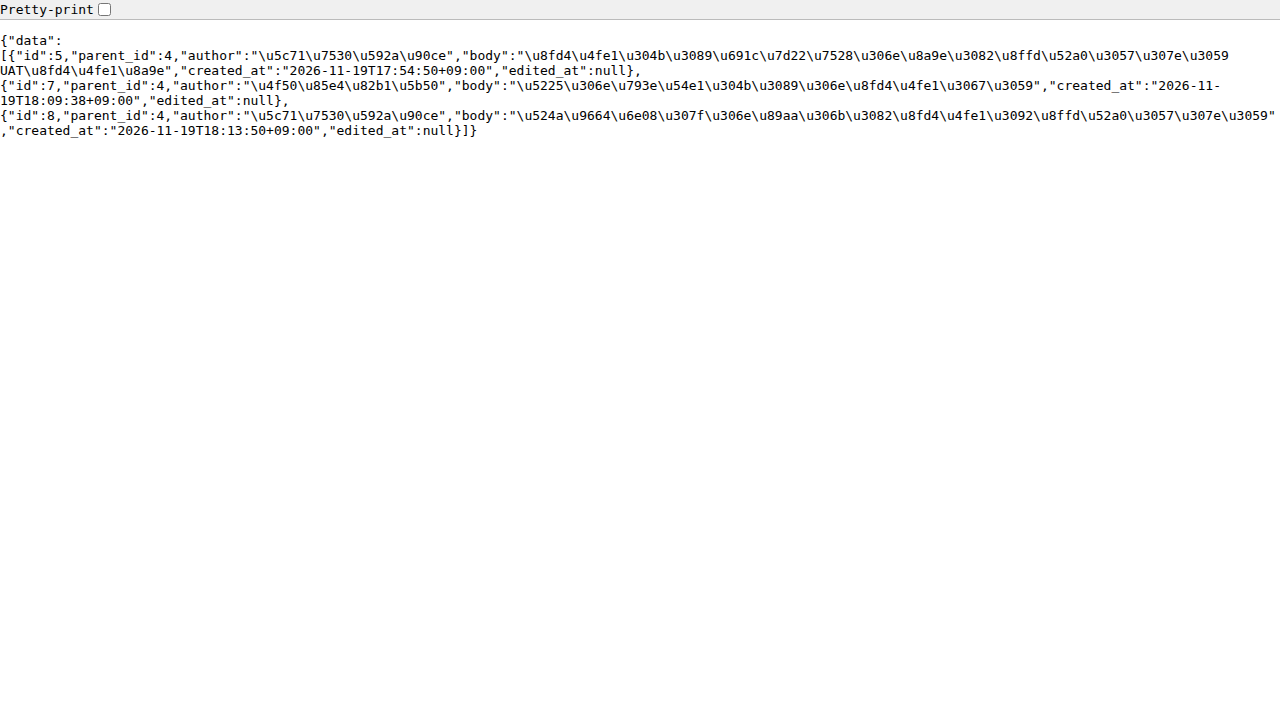 Pretty-print
{"data":
[{"id":5,"parent_id":4,"author":"\u5c71\u7530\u592a\u90ce","body":"\u8fd4\u4fe1\u304b\u3089\u691c\u7d22\u7528\u306e\u8a9e\u3082\u8ffd\u52a0\u3057\u307e\u3059
UAT\u8fd4\u4fe1\u8a9e","created_at":"2026-11-19T17:54:50+09:00","edited_at":null},
{"id":7,"parent_id":4,"author":"\u4f50\u85e4\u82b1\u5b50","body":"\u5225\u306e\u793e\u54e1\u304b\u3089\u306e\u8fd4\u4fe1\u3067\u3059","created_at":"2026-11-
19T18:09:38+09:00","edited_at":null},
{"id":8,"parent_id":4,"author":"\u5c71\u7530\u592a\u90ce","body":"\u524a\u9664\u6e08\u307f\u306e\u89aa\u306b\u3082\u8fd4\u4fe1\u3092\u8ffd\u52a0\u3057\u307e\u3059"
,"created_at":"2026-11-19T18:13:50+09:00","edited_at":null}]}